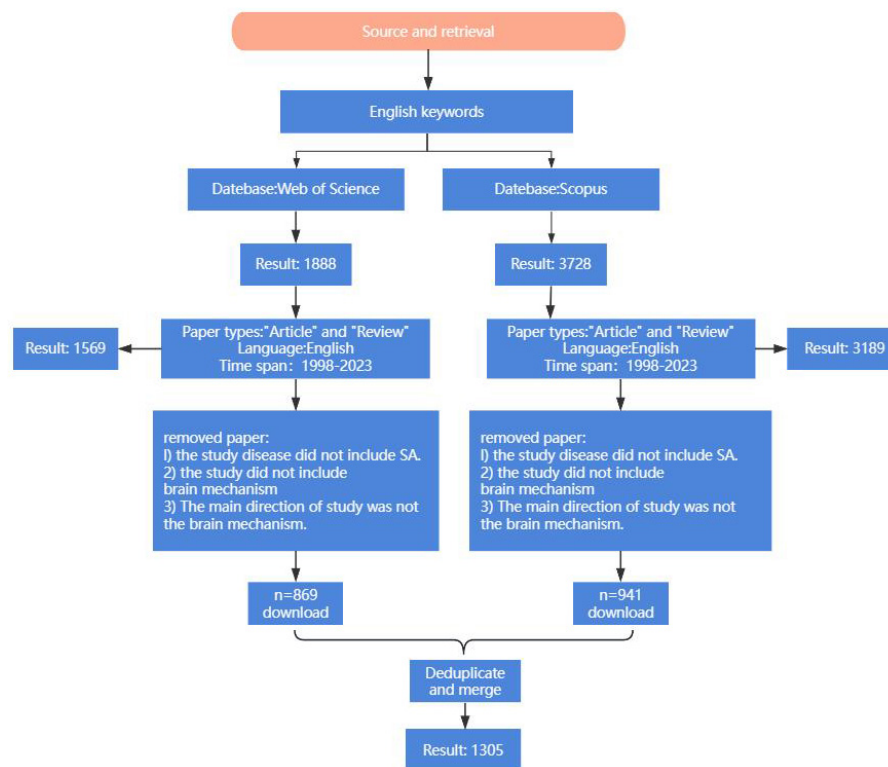 Source and retrieval
English keywords
Datebase:Web of Science
Datebase:Scopus
Result: 1888
Result: 3728
Result: 1569
Paper types:"Article" and "Review"
Language:English
Time span: 1998-2023
Paper types:"Article" and "Review"
Language:English
Time span: 1998-2023
Result: 3189
removed paper:
I) the study disease did not include SA.
2) the study did not include
brain mechanism
3) The main direction of study was not
the brain mechanism.
removed paper:
I) the study disease did not include SA.
2) the study did not include
brain mechanism
3) The main direction of study was not
the brain mechanism.
n=869
download
n=941
download
Deduplicate
and merge
Result: 1305